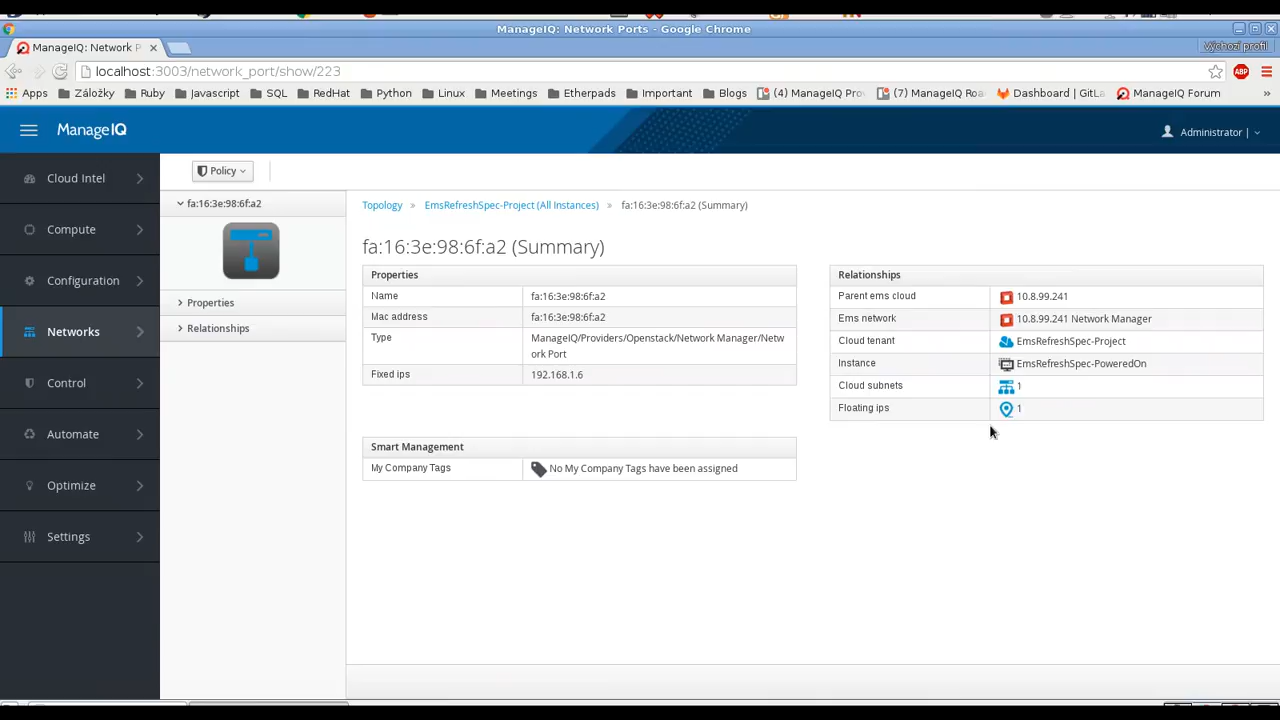 ManageIQ: Network Ports - Google Chrome
ManageIQ: Network P
Výchozí profil
localhost:3003/network_port/show/223
ABP
Apps Záložky Ruby Javascript SQL RedHat Python Linux Meetings Etherpads Important Blogs (4) ManageIQ Pro (7) ManageIQ Roa Dashboard | GitLa ManageIQ Forum »
ManageIQ
Administrator |
Cloud Intel
Compute
Configuration
Networks
Control
Automate
Optimize
Settings
Policy
fa:16:3e:98:6f:a2
Properties
Relationships
Topology » EmsRefreshSpec-Project (All Instances) » fa:16:3e:98:6f:a2 (Summary)
fa:16:3e:98:6f:a2 (Summary)
Properties
Name fa:16:3e:98:6f:a2
Mac address fa:16:3e:98:6f:a2
Type ManageIQ/Providers/Openstack/Network Manager/Netw
ork Port
Fixed ips 192.168.1.6
Smart Management
My Company Tags No My Company Tags have been assigned
Relationships
Parent ems cloud 10.8.99.241
Ems network 10.8.99.241 Network Manager
Cloud tenant EmsRefreshSpec-Project
Instance EmsRefreshSpec-PoweredOn
Cloud subnets 1
Floating ips 1